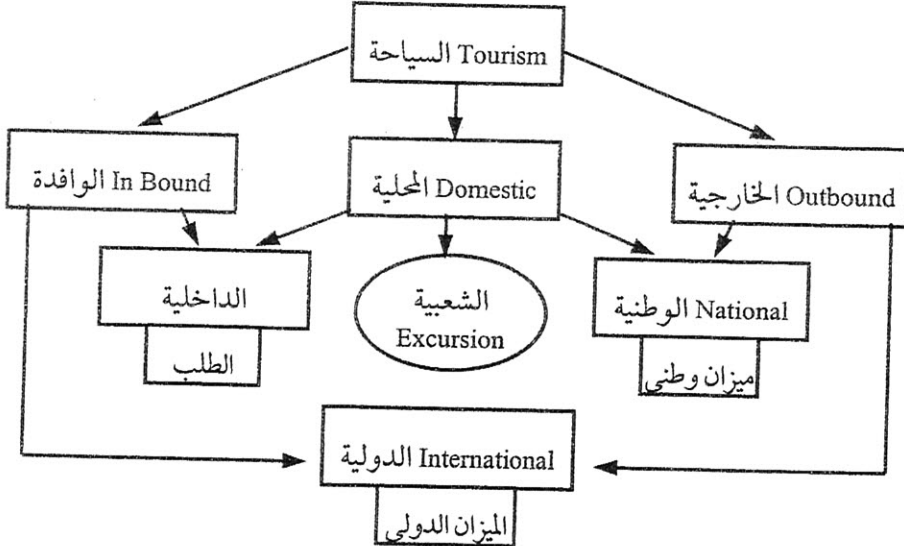 السياحة Tourism
الوافدة In Bound
المحلية Domestic
الخارجية Outbound
الداخلية
الطلب
الشعبية
Excursion
الوطنية National
ميزان وطني
الدولية International
الميزان الدولي